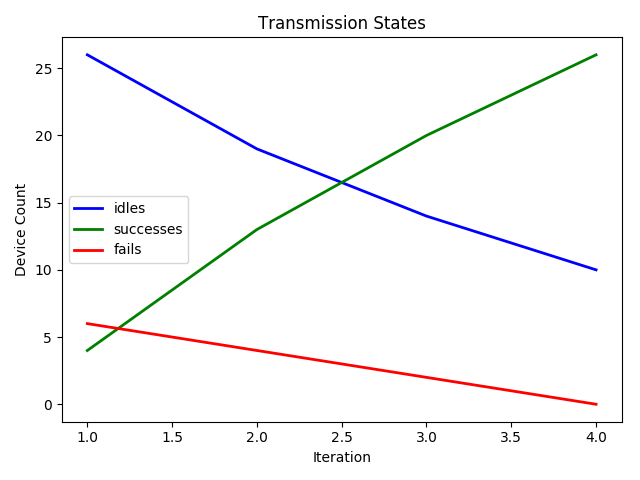 Transmission States
25
20
15
10
5
0
Device Count
idles
successes
fails
1.0 1.5 2.0 2.5 3.0 3.5 4.0
Iteration